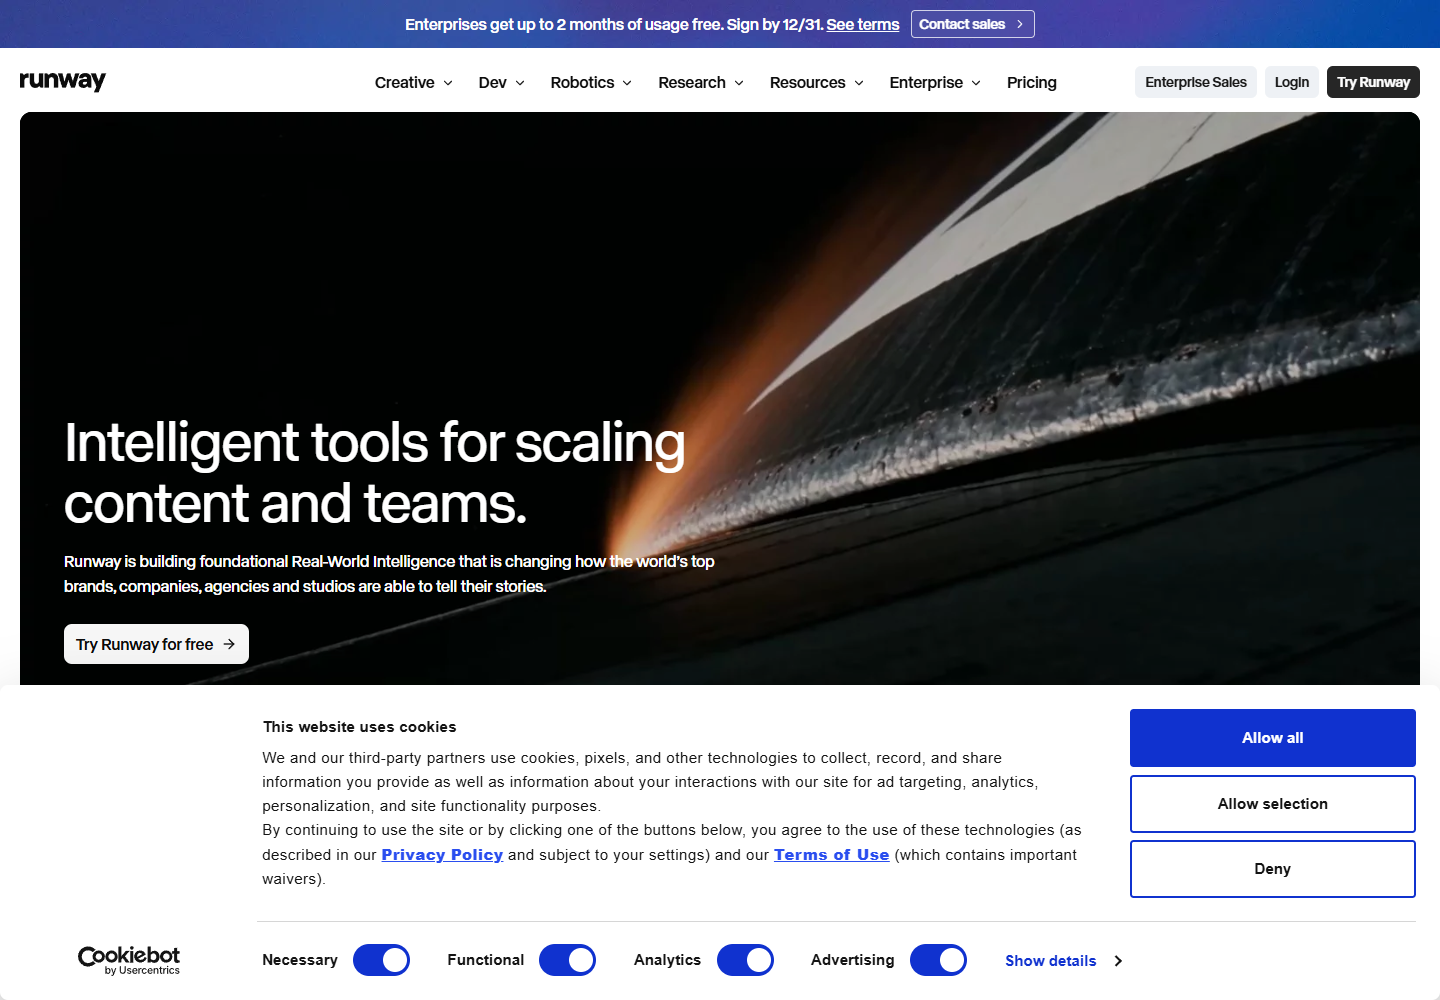 Enterprises get up to 2 months of usage free. Sign by 12/31. See terms
Contact sales
runway
Creative
Dev
Robotics
Research
Resources
Enterprise
Pricing
Enterprise Sales
Login
Try Runway
Intelligent tools for scaling
content and teams.
Runway is building foundational Real-World Intelligence that is changing how the world's top
brands, companies, agencies and studios are able to tell their stories.
Try Runway for free
This website uses cookies
We and our third-party partners use cookies, pixels, and other technologies to collect, record, and share
information you provide as well as information about your interactions with our site for ad targeting, analytics,
personalization, and site functionality purposes.
By continuing to use the site or by clicking one of the buttons below, you agree to the use of these technologies (as
described in our Privacy Policy and subject to your settings) and our Terms of Use (which contains important
waivers).
Allow all
Allow selection
Deny
Cookiebot
by Usercentrics
Necessary
Functional
Analytics
Advertising
Show details